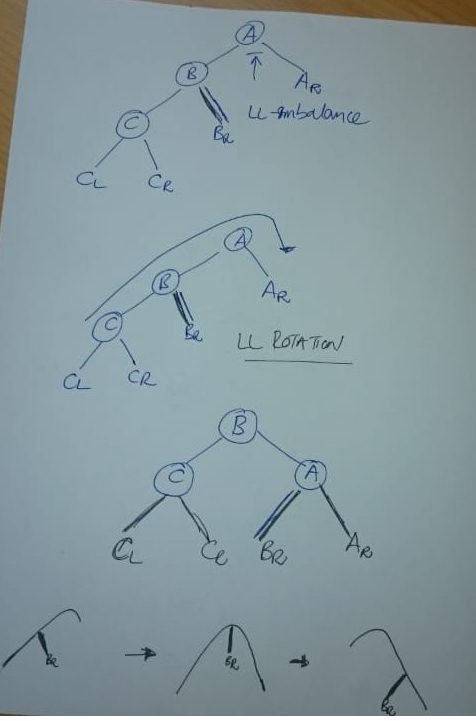 A
B
AR
LL-imbalance
C
BR
CL CR
A
B
AR
C
BR
LL ROTATION
CL CR
B
C A
CL CR BR AR
BR → BR → BR